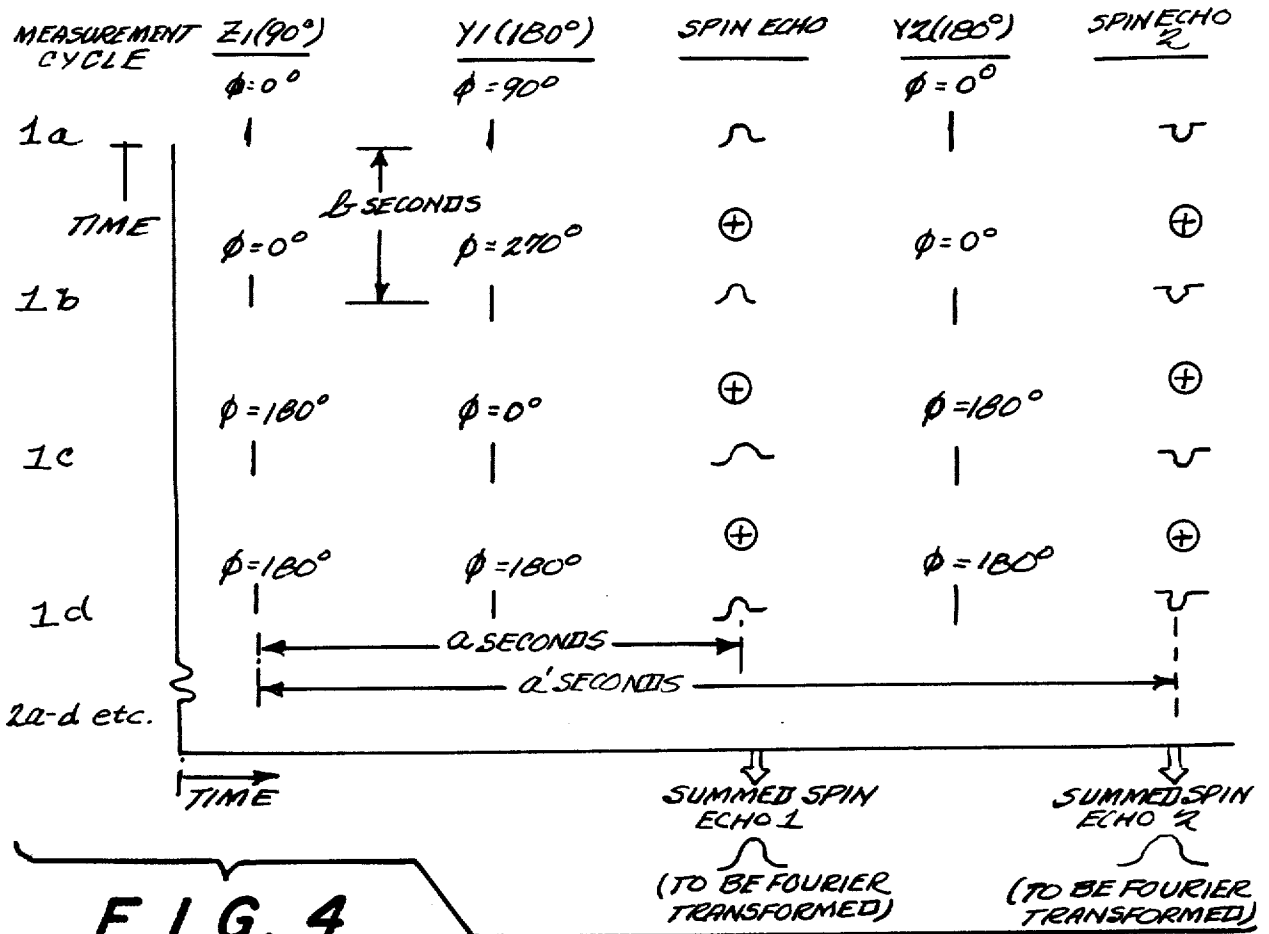 MEASUREMENT CYCLE Z1(90°) Y1(180°) SPIN ECHO Y2(180°) SPIN ECHO 2
φ=0° φ=90° φ=0°
1a
b SECONDS
TIME
φ=0° φ=270° φ=0°
⊕ ⊕
1b
⊕ ⊕
φ=180° φ=0° φ=180°
1c
⊕ ⊕
φ=180° φ=180° φ=180°
1d
a SECONDS
a' SECONDS
2a-d etc.
TIME
SUMMED SPIN ECHO 1
SUMMED SPIN ECHO 2
(TO BE FOURIER TRANSFORMED)
(TO BE FOURIER TRANSFORMED)
FIG. 4